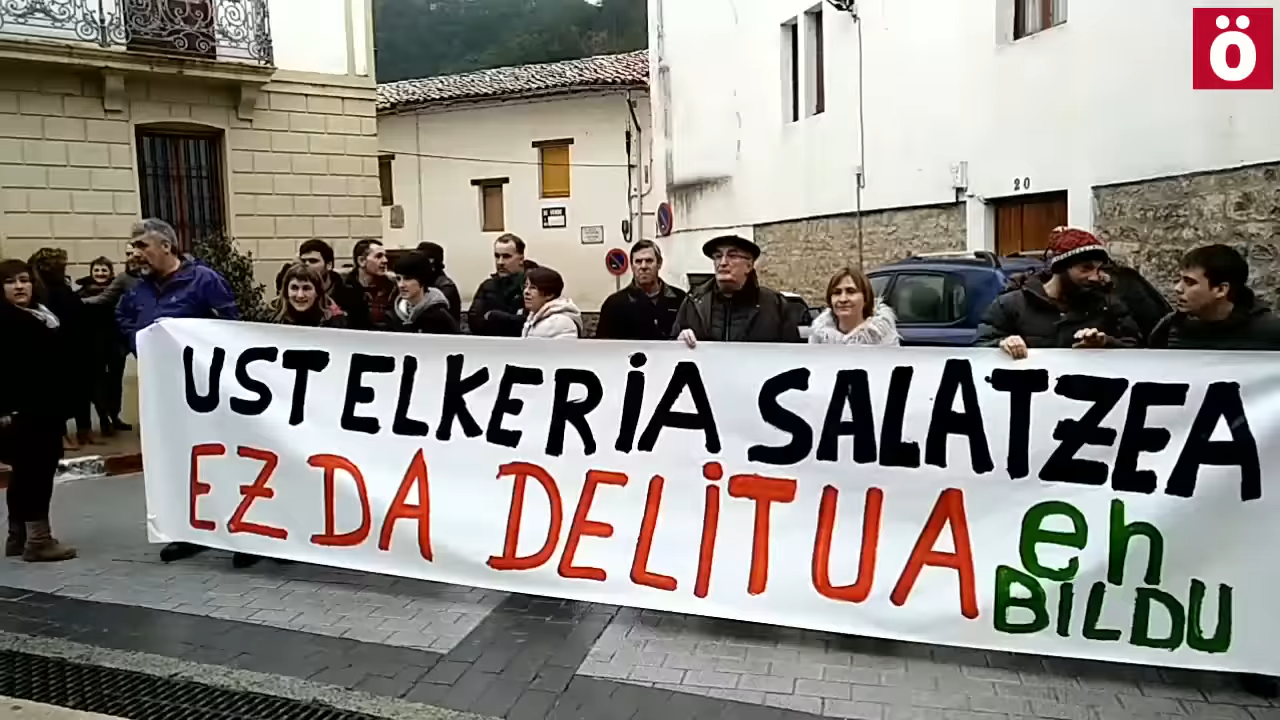 ö
20
USTELKERiA SALATZEA
EZ DA DELiTUA
eh
BiLDU